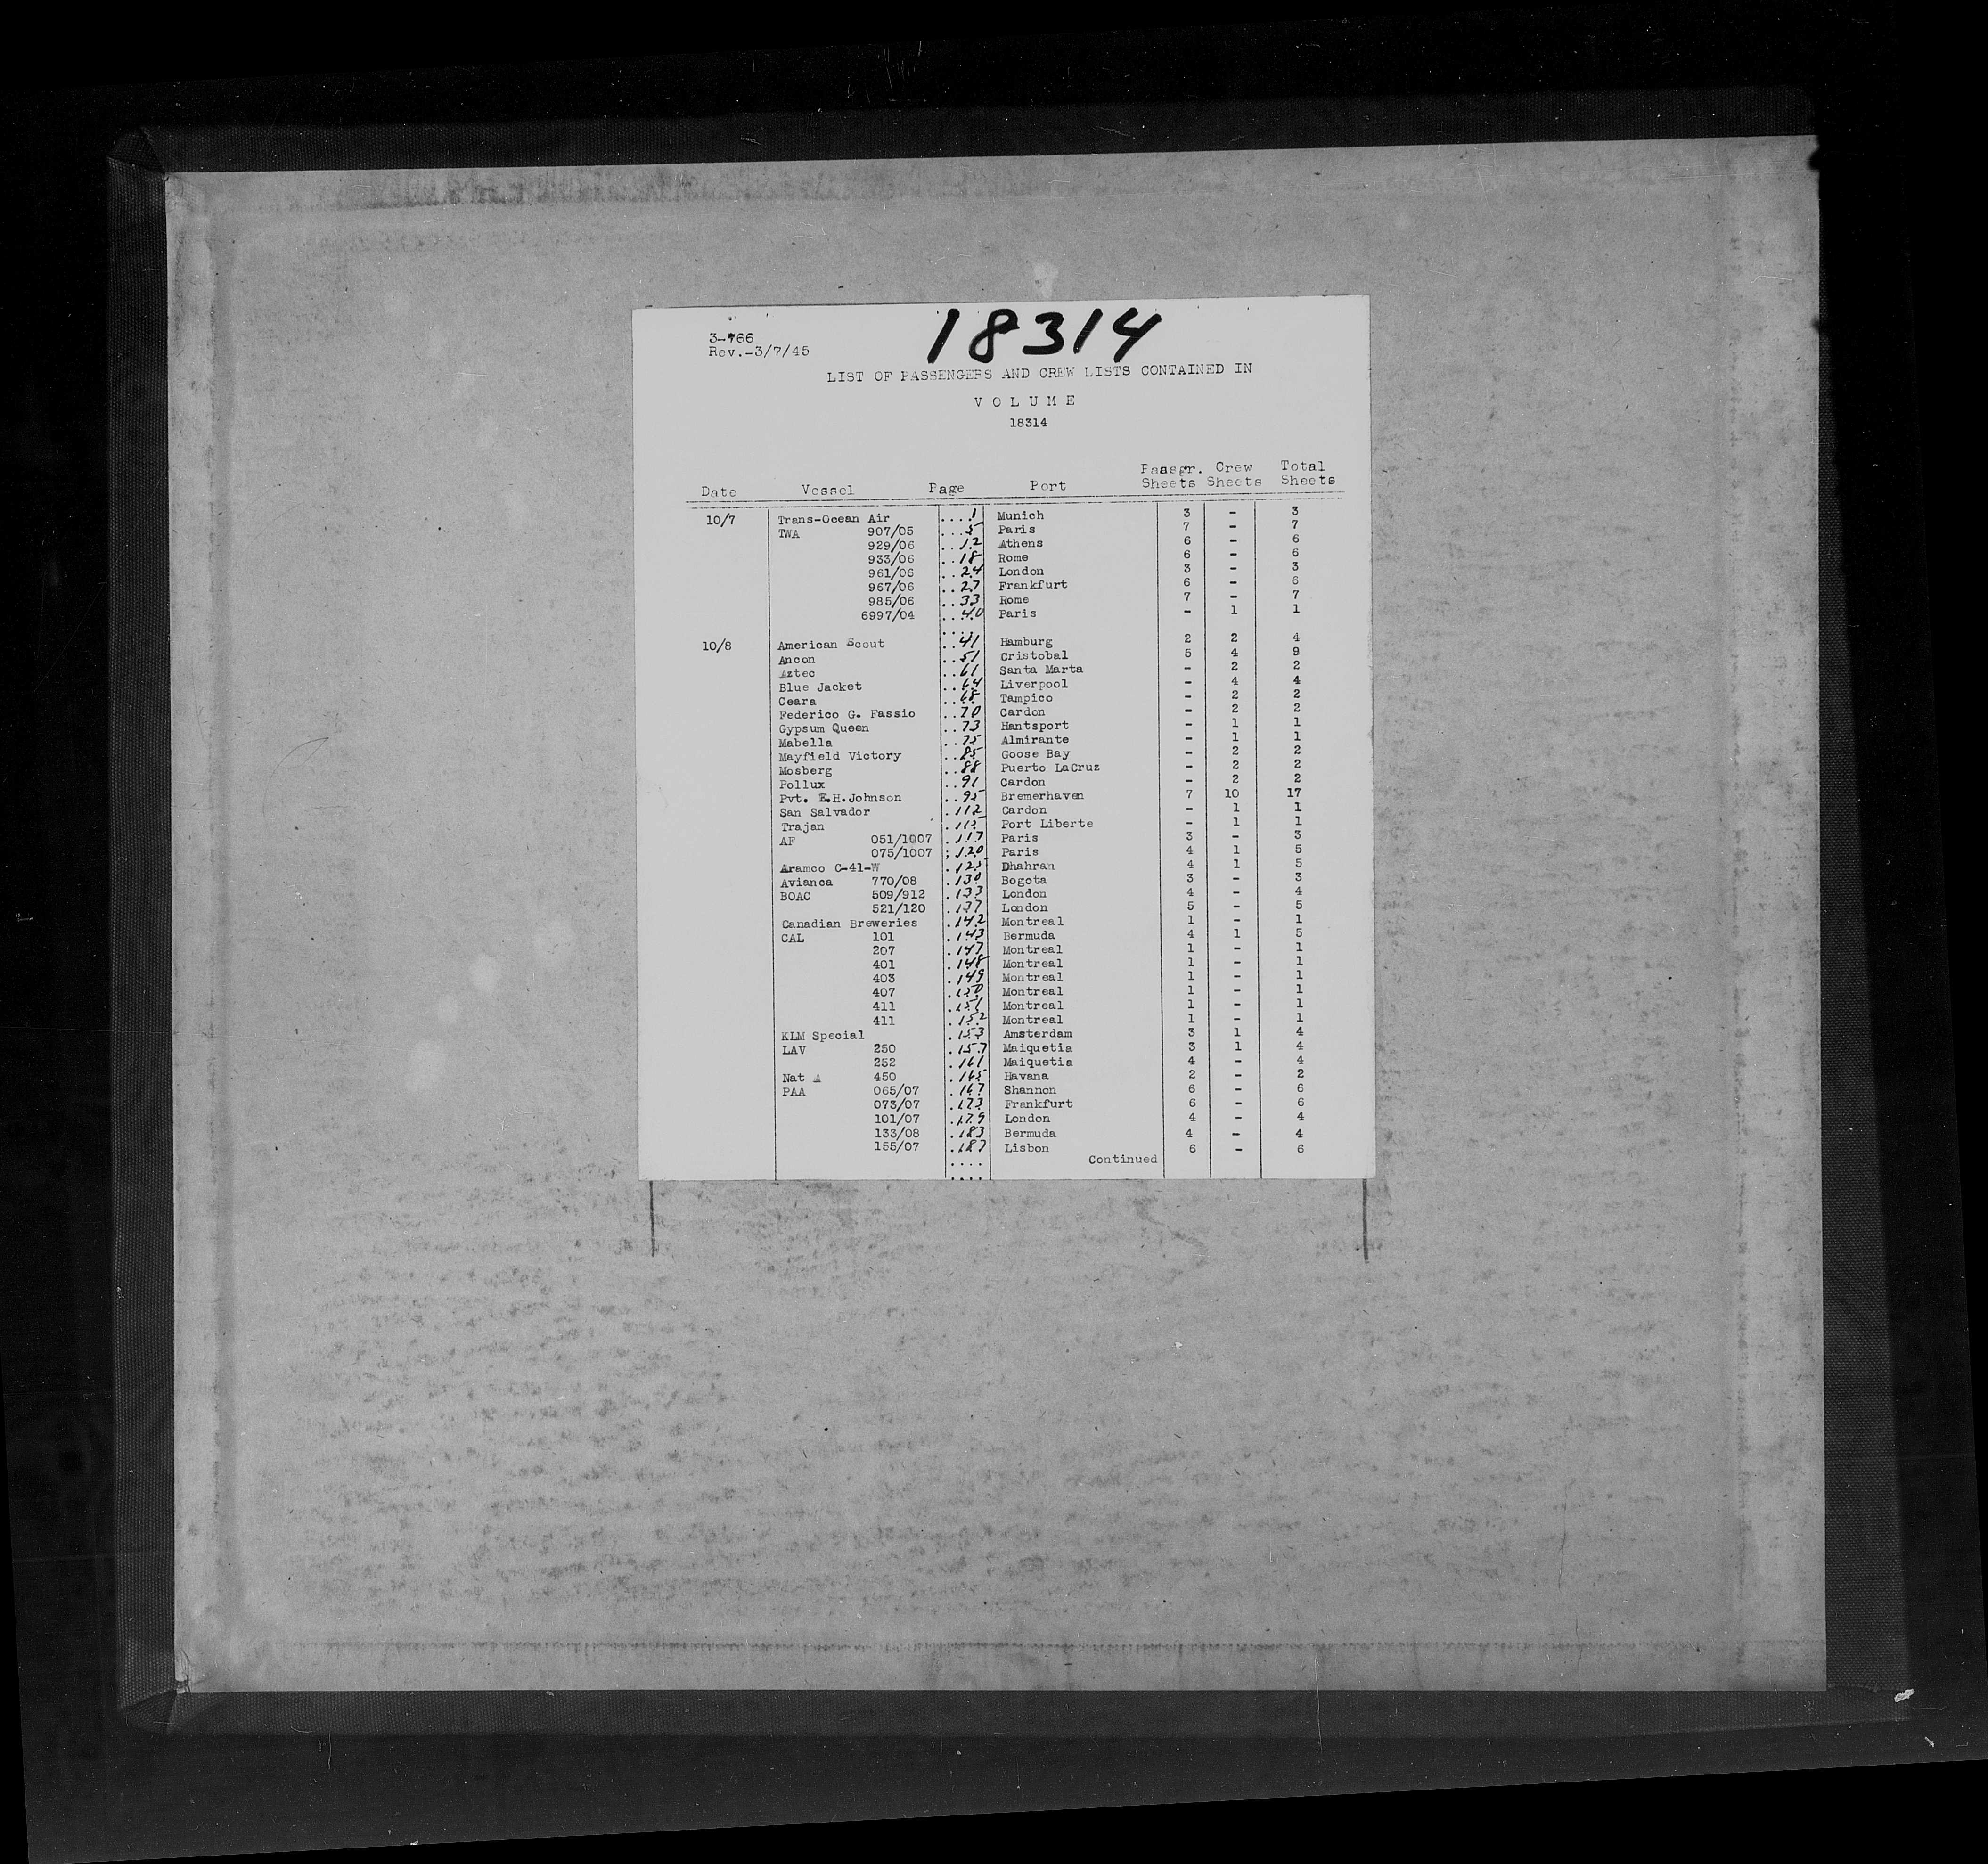 18314
3-766
Rev.-3/7/45
LIST OF PASSENGERS AND CREW LISTS CONTAINED IN
V O L U M E
18314
Date Vessel Page Port Passgr. Sheets Crew Sheets Total Sheets
10/7 Trans-Ocean Air ....1 Munich 3 - 3
TWA 907/05 ...5 Paris 7 - 7
929/06 ..12 Athens 6 - 6
933/06 ..18 Rome 6 - 6
961/06 ..24 London 3 - 3
967/06 ..27 Frankfurt 6 - 6
985/06 ..33 Rome 7 - 7
6997/04 ..40 Paris - 1 1
10/8 American Scout ..41 Hamburg 2 2 4
Ancon ..51 Cristobal 5 4 9
Aztec ..61 Santa Marta - 2 2
Blue Jacket ..64 Liverpool - 4 4
Ceara ..68 Tampico - 2 2
Federico G. Fassio ..70 Cardon - 2 2
Gypsum Queen ..73 Hantsport - 1 1
Mabella ..75 Almirante - 1 1
Mayfield Victory ..85 Goose Bay - 2 2
Mosberg ..88 Puerto LaCruz - 2 2
Pollux ..91 Cardon - 2 2
Pvt. E.H.Johnson ..95 Bremerhaven 7 10 17
San Salvador .112 Cardon - 1 1
Trajan .115 Port Liberte - 1 1
AF 051/1007 .117 Paris 3 - 3
075/1007 ;120 Paris 4 1 5
Aramco C-41-W .125 Dhahran 4 1 5
Avianca 770/08 .130 Bogota 3 - 3
BOAC 509/912 .133 London 4 - 4
521/120 .137 London 5 - 5
Canadian Breweries .142 Montreal 1 - 1
CAL 101 .143 Bermuda 4 1 5
207 .147 Montreal 1 - 1
401 .148 Montreal 1 - 1
403 .149 Montreal 1 - 1
407 .150 Montreal 1 - 1
411 .151 Montreal 1 - 1
411 .152 Montreal 1 - 1
KLM Special .153 Amsterdam 3 1 4
LAV 250 .157 Maiquetia 3 1 4
252 .161 Maiquetia 4 - 4
Nat A 450 .165 Havana 2 - 2
PAA 065/07 .167 Shannon 6 - 6
073/07 .173 Frankfurt 6 - 6
101/07 .179 London 4 - 4
133/08 .183 Bermuda 4 - 4
155/07 .187 Lisbon 6 - 6
.... Continued